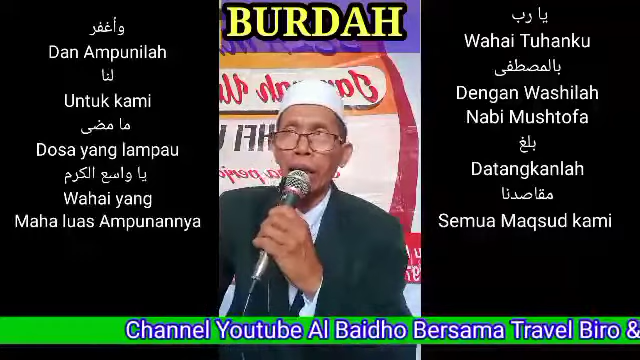 BURDAH
وأغفر
Dan Ampunilah
لنا
Untuk kami
ما مضى
Dosa yang lampau
يا واسع الكرم
Wahai yang
Maha luas Ampunannya
يا رب
Wahai Tuhanku
بالمصطفى
Dengan Washilah
Nabi Mushtofa
بلغ
Datangkanlah
مقاصدنا
Semua Maqsud kami
Channel Youtube Al Baidho Bersama Travel Biro &